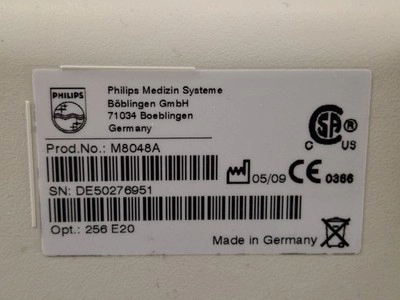 PHILIPS
Philips Medizin Systeme
Böblingen GmbH
71034 Boeblingen
Germany
Prod.No.: M8048A
SA ®
C US
05/09 CE 0366
SN: DE50276951
Opt.: 256 E20
Made in Germany